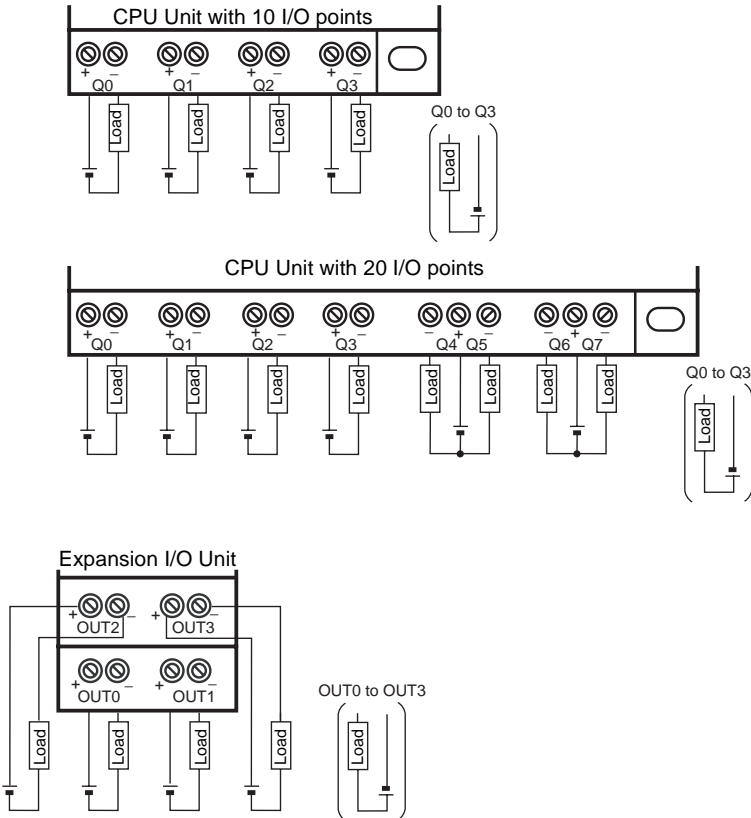 CPU Unit with 10 I/O points
+ − + − + − + −
Q0 Q1 Q2 Q3
Load Load Load Load
Q0 to Q3
Load
CPU Unit with 20 I/O points
+ − + − + − + − − + − − + −
Q0 Q1 Q2 Q3 Q4 Q5 Q6 Q7
Load Load Load Load Load Load Load Load
Q0 to Q3
Load
Expansion I/O Unit
+ − + −
OUT2 OUT3
+ − + −
OUT0 OUT1
Load Load Load Load
OUT0 to OUT3
Load